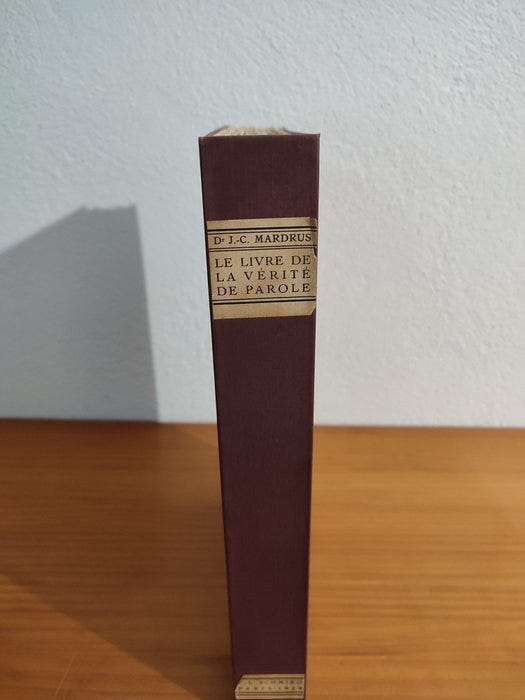 Dr J.-C. MARDRUS
LE LIVRE DE
LA VÉRITÉ
DE PAROLE
L. SCHMIED
PARIS 1929